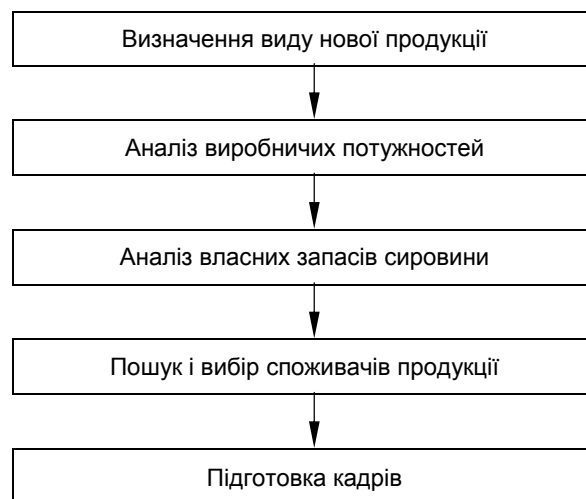 Визначення виду нової продукції
Аналіз виробничих потужностей
Аналіз власних запасів сировини
Пошук і вибір споживачів продукції
Підготовка кадрів